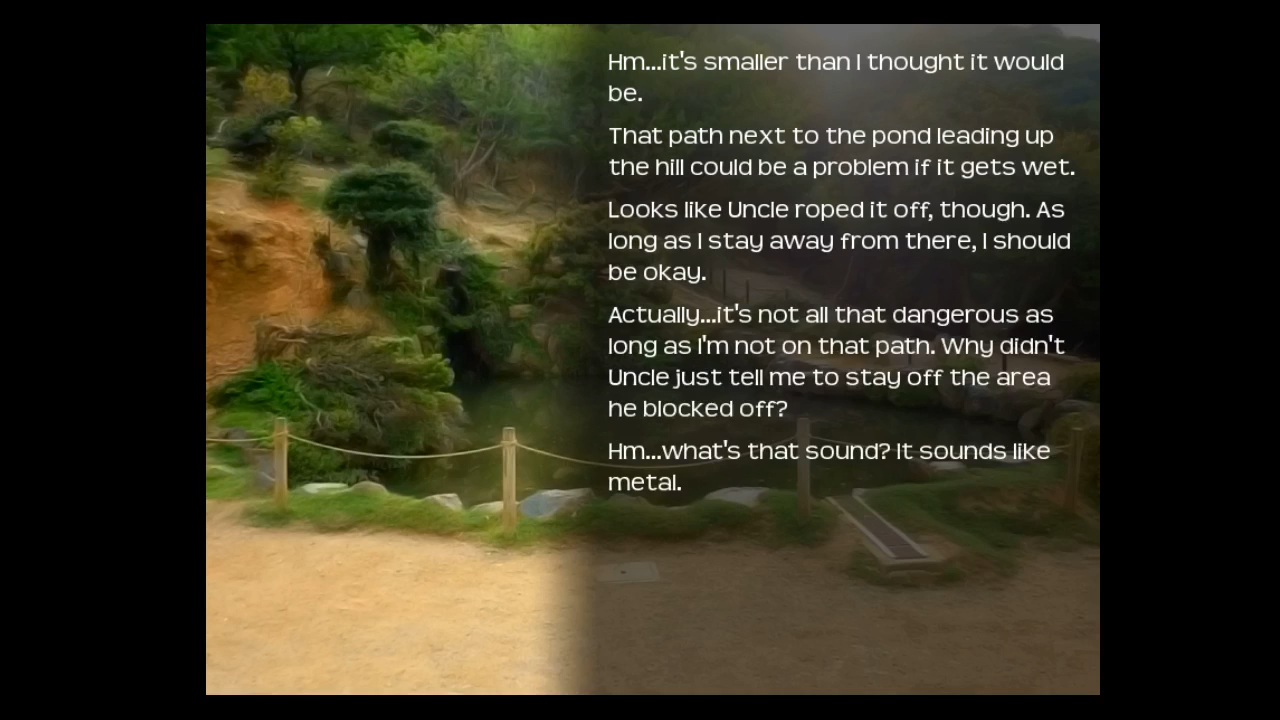 Hm...it's smaller than I thought it would
be.
That path next to the pond leading up
the hill could be a problem if it gets wet.
Looks like Uncle roped it off, though. As
long as I stay away from there, I should
be okay.
Actually...it's not all that dangerous as
long as I'm not on that path. Why didn't
Uncle just tell me to stay off the area
he blocked off?
Hm...what's that sound? It sounds like
metal.